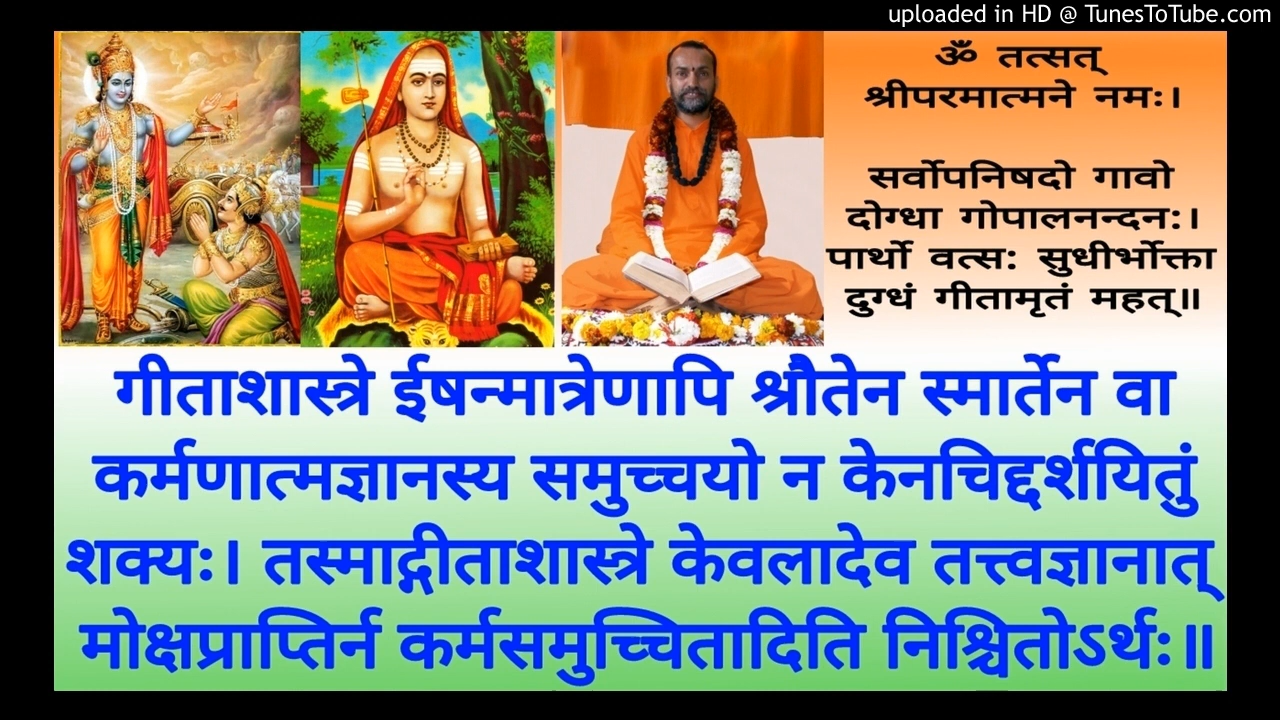 uploaded in HD @ TunesToTube.com
ॐ तत्सत्
श्रीपरमात्मने नमः।
सर्वोपनिषदो गावो
दोग्धा गोपालनन्दनः।
पार्थो वत्सः सुधीर्भोक्ता
दुग्धं गीतामृतं महत्॥
गीताशास्त्रे ईषन्मात्रेणापि श्रौतेन स्मार्तेन वा
कर्मणात्मज्ञानस्य समुच्चयो न केनचिद्दर्शयितुं
शक्यः। तस्माद्गीताशास्त्रे केवलादेव तत्त्वज्ञानात्
मोक्षप्राप्तिर्न कर्मसमुच्चितादिति निश्चितोऽर्थः॥